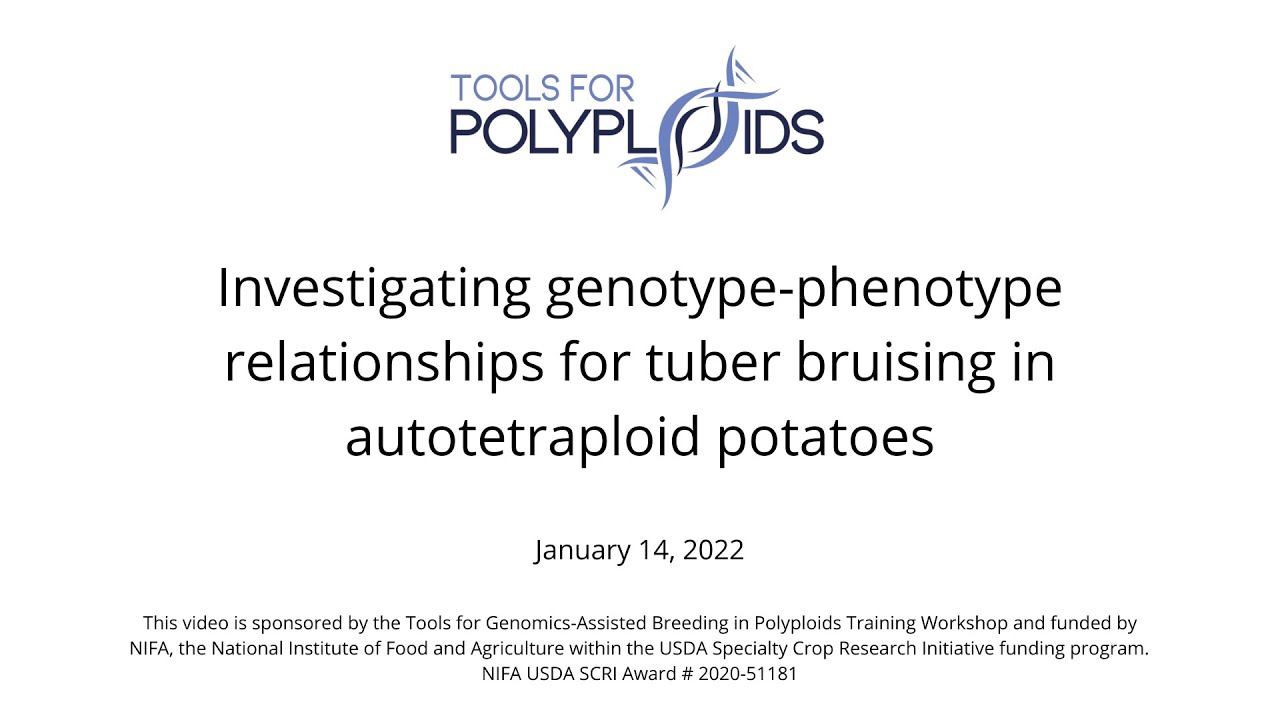 TOOLS FOR
POLYPLOIDS
Investigating genotype-phenotype
relationships for tuber bruising in
autotetraploid potatoes
January 14, 2022
This video is sponsored by the Tools for Genomics-Assisted Breeding in Polyploids Training Workshop and funded by
NIFA, the National Institute of Food and Agriculture within the USDA Specialty Crop Research Initiative funding program.
NIFA USDA SCRI Award # 2020-51181